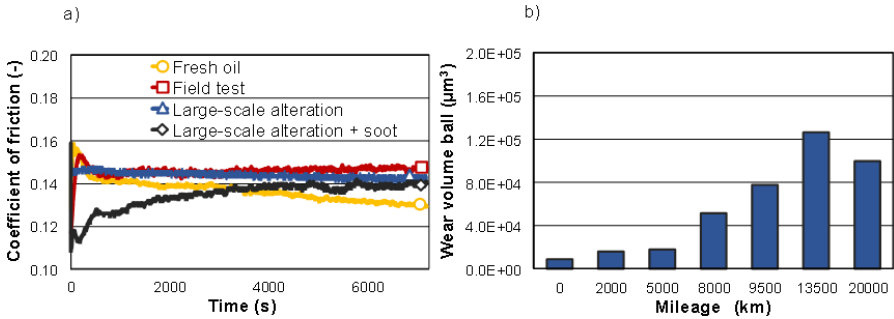 a)
b)
Coefficient of friction (-)
0.20
0.18
0.16
0.14
0.12
0.10
Fresh oil
Field test
Large-scale alteration
Large-scale alteration + soot
0 2000 4000 6000
Time (s)
Wear volume ball (µm³)
2.0E+05
1.6E+05
1.2E+05
8.0E+04
4.0E+04
0.0E+00
0 2000 5000 8000 9500 13500 20000
Mileage (km)